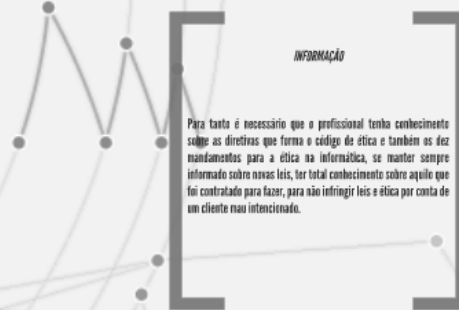 INFORMAÇÃO
Para tanto é necessário que o profissional tenha conhecimento
sobre as diretivas que forma o código de ética e também os dez
mandamentos para a ética na informática, se manter sempre
informado sobre novas leis, ter total conhecimento sobre aquilo que
foi contratado para fazer, para não infringir leis e ética por conta de
um cliente mau intencionado.